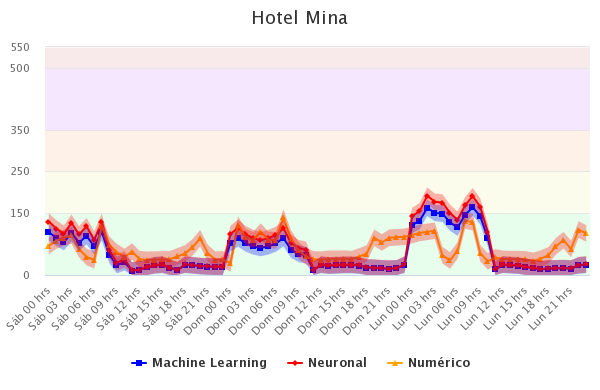 Hotel Mina
550
500
350
250
150
0
Sáb 00 hrs
Sáb 03 hrs
Sáb 06 hrs
Sáb 09 hrs
Sáb 12 hrs
Sáb 15 hrs
Sáb 18 hrs
Sáb 21 hrs
Dom 00 hrs
Dom 03 hrs
Dom 06 hrs
Dom 09 hrs
Dom 12 hrs
Dom 15 hrs
Dom 18 hrs
Dom 21 hrs
Lun 00 hrs
Lun 03 hrs
Lun 06 hrs
Lun 09 hrs
Lun 12 hrs
Lun 15 hrs
Lun 18 hrs
Lun 21 hrs
Machine Learning
Neuronal
Numérico